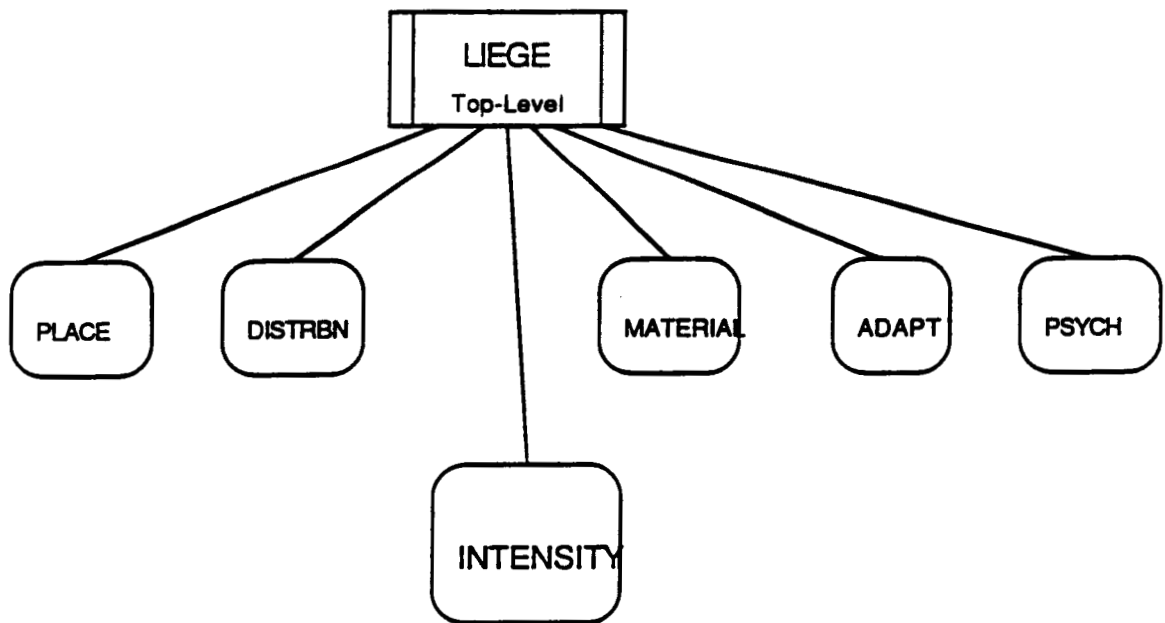 LIEGE
Top-Level
PLACE
DISTRBN
MATERIAL
ADAPT
PSYCH
INTENSITY